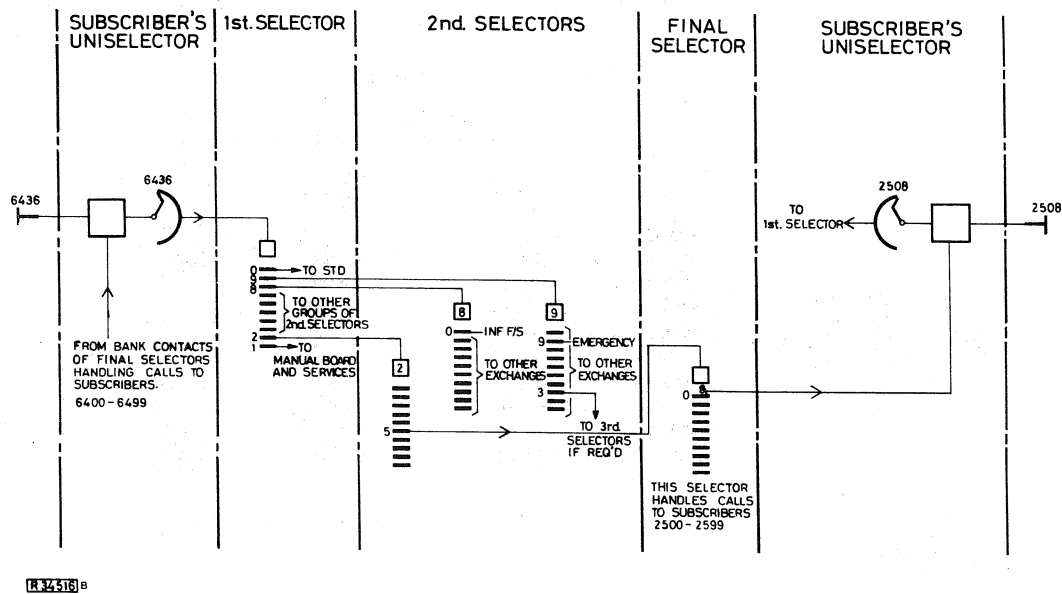 SUBSCRIBER'S
UNISELECTOR
1st. SELECTOR
2nd. SELECTORS
FINAL
SELECTOR
SUBSCRIBER'S
UNISELECTOR
6436
6436
FROM BANK CONTACTS
OF FINAL SELECTORS
HANDLING CALLS TO
SUBSCRIBERS.
6400-6499
0
9
8
TO STD
TO OTHER
GROUPS OF
2nd. SELECTORS
2
1
TO
MANUAL BOARD
AND SERVICES
2
5
8
0
INF F/S
TO OTHER
EXCHANGES
9
9
EMERGENCY
TO OTHER
EXCHANGES
3
TO 3rd
SELECTORS
IF REQ'D
8
0
THIS SELECTOR
HANDLES CALLS
TO SUBSCRIBERS
2500-2599
TO
1st. SELECTOR
2508
2508
R 34516 B